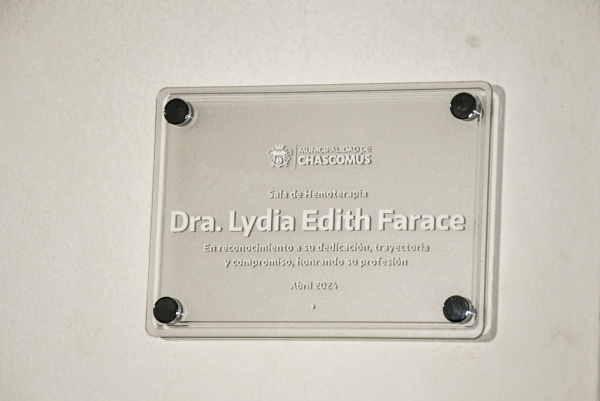 MUNICIPALIDAD DE
CHASCOMÚS
Sala de Hemoterapia
Dra. Lydia Edith Farace
En reconocimiento a su dedicación, trayectoria
y compromiso, honrando su profesión
Abril 2024